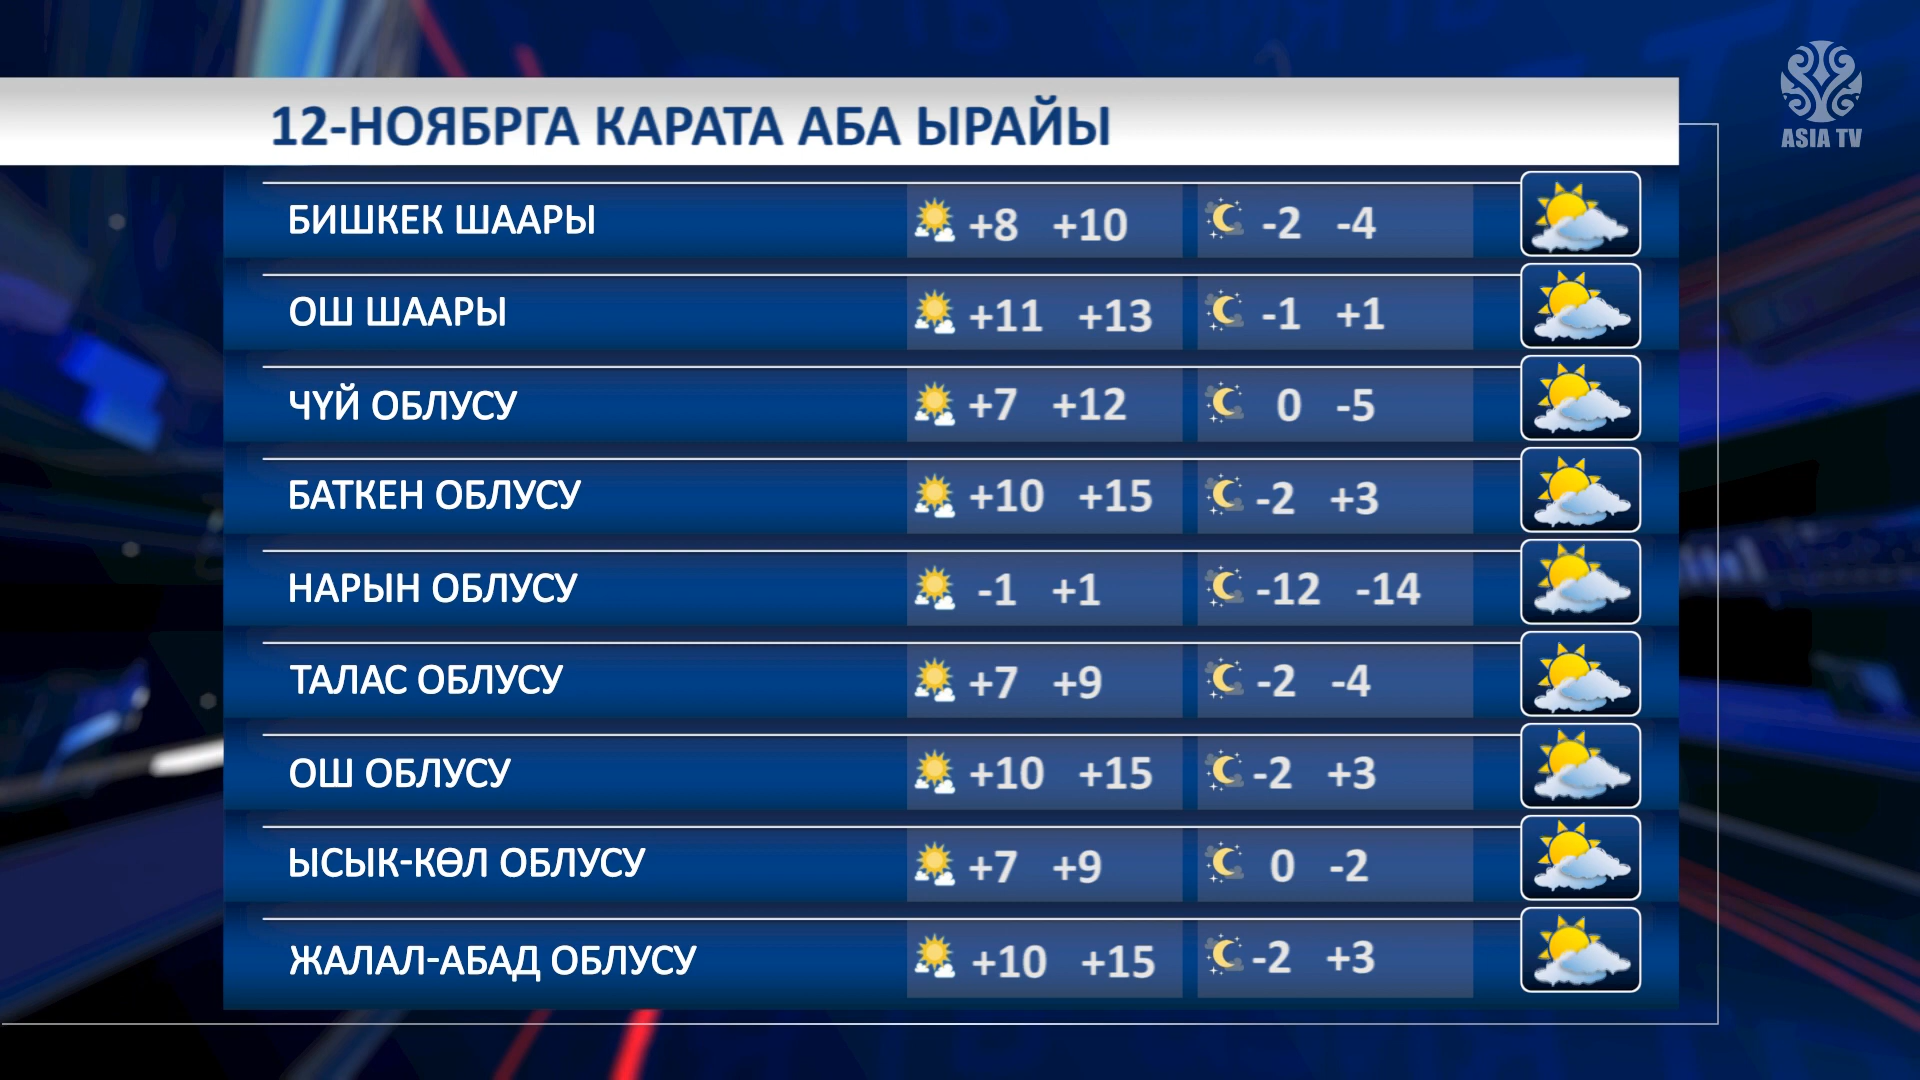 12-НОЯБРГА КАРАТА АБА ЫРАЙЫ
ASIA TV
БИШКЕК ШААРЫ +8 +10 -2 -4
ОШ ШААРЫ +11 +13 -1 +1
ЧҮЙ ОБЛУСУ +7 +12 0 -5
БАТКЕН ОБЛУСУ +10 +15 -2 +3
НАРЫН ОБЛУСУ -1 +1 -12 -14
ТАЛАС ОБЛУСУ +7 +9 -2 -4
ОШ ОБЛУСУ +10 +15 -2 +3
ЫСЫК-КӨЛ ОБЛУСУ +7 +9 0 -2
ЖАЛАЛ-АБАД ОБЛУСУ +10 +15 -2 +3